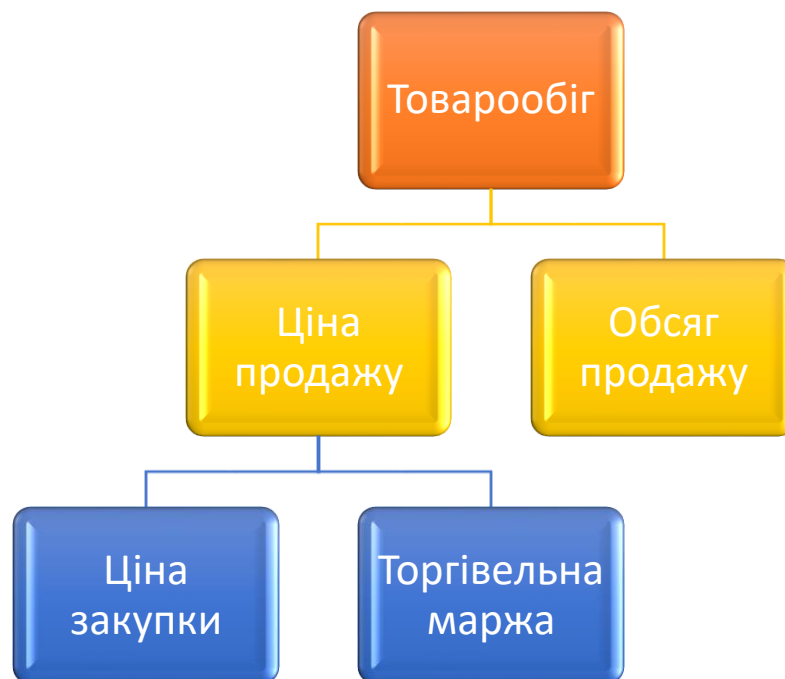 Товарообіг
Ціна
продажу
Обсяг
продажу
Ціна
закупки
Торгівельна
маржа